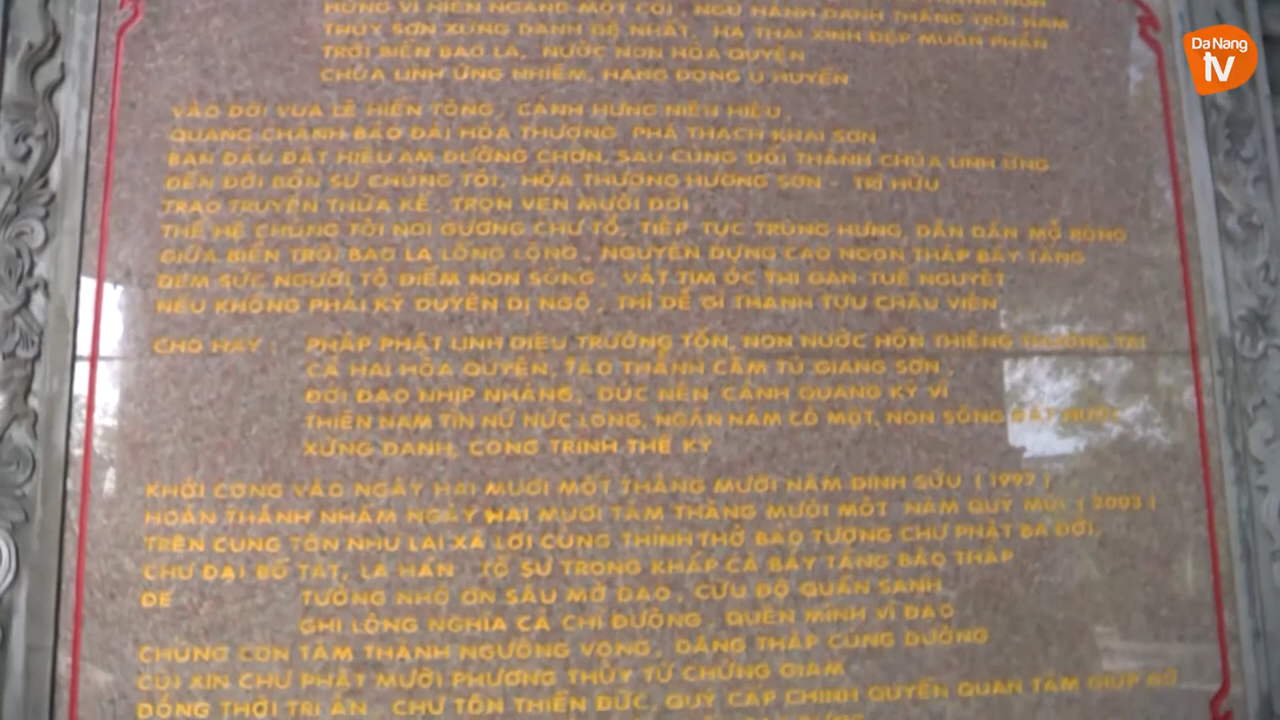 HÙNG VĨ HIÊN NGANG MỘT CÕI, NGŨ HÀNH DANH THẮNG TRỜI NAM
THỦY SƠN XỨNG DANH ĐỆ NHẤT, HẠ THAI XINH ĐẸP MUÔN PHẦN
TRỜI BIỂN BAO LA, NƯỚC NON HÒA QUYỆN
CHÙA LINH ỨNG NHIỆM, HANG ĐỘNG U HUYỀN
VÀO ĐỜI VUA LÊ HIỂN TÔNG, CẢNH HƯNG NIÊN HIỆU,
QUANG CHÁNH BẢO ĐÀI HÒA THƯỢNG PHÁ THẠCH KHAI SƠN
BAN ĐẦU ĐẶT HIỆU AM DƯỠNG CHƠN, SAU CÙNG ĐỔI THÀNH CHÙA LINH ỨNG
ĐẾN ĐỜI BỔN SƯ CHÚNG TÔI, HÒA THƯỢNG HƯƠNG SƠN - TRÍ HỮU
TRAO TRUYỀN THỪA KẾ, TRỌN VẸN MƯỜI ĐỜI
THẾ HỆ CHÚNG TÔI NOI GƯƠNG CHƯ TỔ, TIẾP TỤC TRÙNG HƯNG, DẦN DẦN MỞ RỘNG
GIỮA BIỂN TRỜI BAO LA LỒNG LỘNG, NGUYỆN DỰNG CAO NGỌN THÁP BẢY TẦNG
ĐEM SỨC NGƯỜI TÔ ĐIỂM NON SÔNG, VẮT TIM ÓC THI GAN TUẾ NGUYỆT
NẾU KHÔNG PHẢI KỲ DUYÊN DỊ NGỘ, THÌ DỄ GÌ THÀNH TỰU CHÂU VIÊN
CHO HAY : PHÁP PHẬT LINH DIỆU TRƯỜNG TỒN, NON NƯỚC HỒN THIÊNG THƯỜNG TẠI
CẢ HAI HÒA QUYỆN, TẠO THÀNH CẨM TÚ GIANG SƠN,
ĐỜI ĐẠO NHỊP NHÀNG, ĐÚC NÊN CẢNH QUANG KỲ VĨ
THIỆN NAM TÍN NỮ NỨC LÒNG, NGÀN NĂM CÓ MỘT, NON SÔNG ĐẤT NƯỚC
XỨNG DANH, CÔNG TRÌNH THẾ KỶ
KHỞI CÔNG VÀO NGÀY HAI MƯƠI MỐT THÁNG MƯỜI NĂM ĐINH SỬU ( 1997 )
HOÀN THÀNH NHẰM NGÀY HAI MƯƠI TÁM THÁNG MƯỜI MỘT NĂM QUÝ MÙI ( 2003 )
TRÊN CUNG TÔN NHƯ LAI XÁ LỢI CÙNG THỈNH THỜ BẢO TƯỢNG CHƯ PHẬT BA ĐỜI,
CHƯ ĐẠI BỒ TÁT, LA HÁN TỔ SƯ TRONG KHẮP CẢ BẢY TẦNG BẢO THÁP
ĐỂ TƯỞNG NHỚ ƠN SÂU MỞ ĐẠO, CỨU ĐỘ QUẦN SANH
GHI LÒNG NGHĨA CẢ CHỈ ĐƯỜNG, QUÊN MÌNH VÌ ĐẠO
CHÚNG CON TÂM THÀNH NGƯỠNG VỌNG, DÂNG THÁP CÚNG DƯỜNG
CÚI XIN CHƯ PHẬT MƯỜI PHƯƠNG THÙY TỪ CHỨNG GIÁM
ĐỒNG THỜI TRI ÂN CHƯ TÔN THIỀN ĐỨC, QUÝ CẤP CHÍNH QUYỀN QUAN TÂM GIÚP ĐỠ
Da Nang
TV